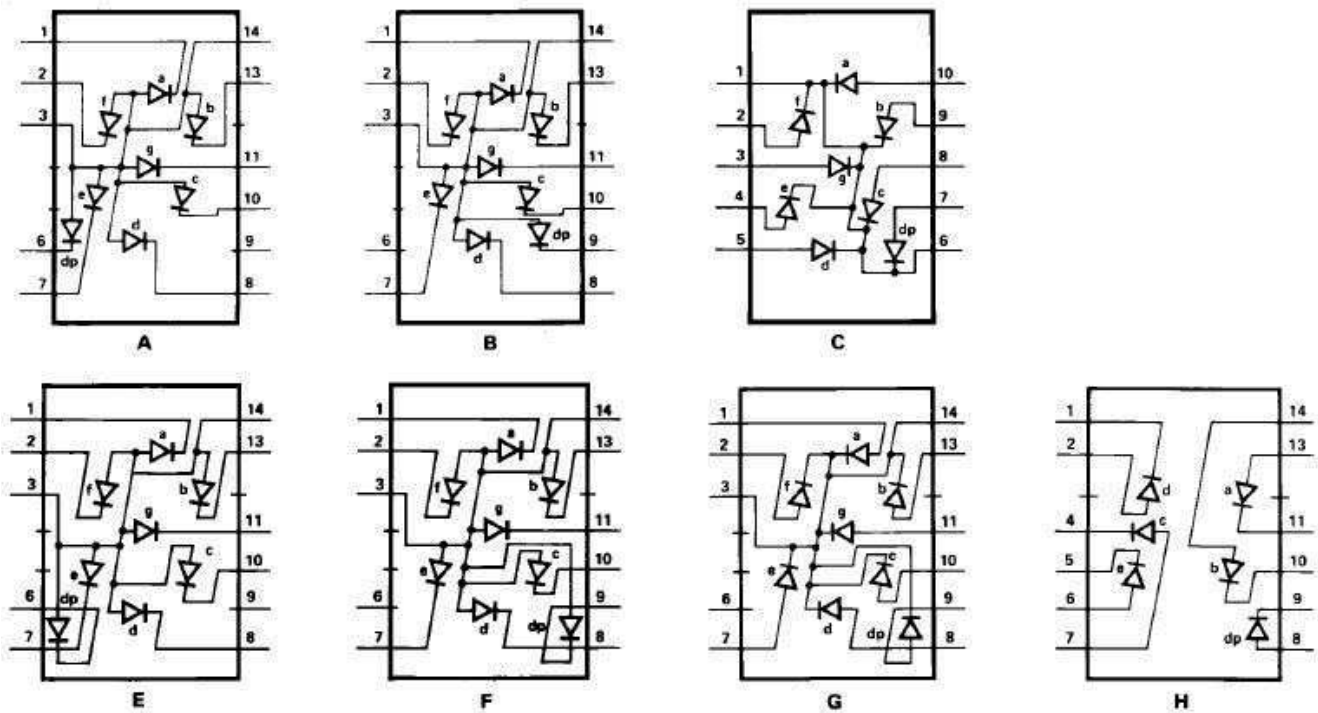 1 14
a
2 13
f b
3
g 11
e c
10
d
6 9
dp
7 8
A
1 14
a
2 13
f b
3
g 11
e c
10
dp
d
6 9
7 8
B
a
1 10
f b
2 9
3 8
g
e c
4 7
dp
5 6
d
C
1 14
a
2 13
f b
3
g 11
c
e 10
6 9
dp d
7 8
E
1 14
a
2 13
f b
3
g 11
c
e 10
6 9
d dp
7 8
F
1 14
a
2 13
f b
3
g 11
c
e 10
6 9
d dp
7 8
G
1 14
2 13
d a
4 c 11
5 10
e b
6 9
dp
7 8
H